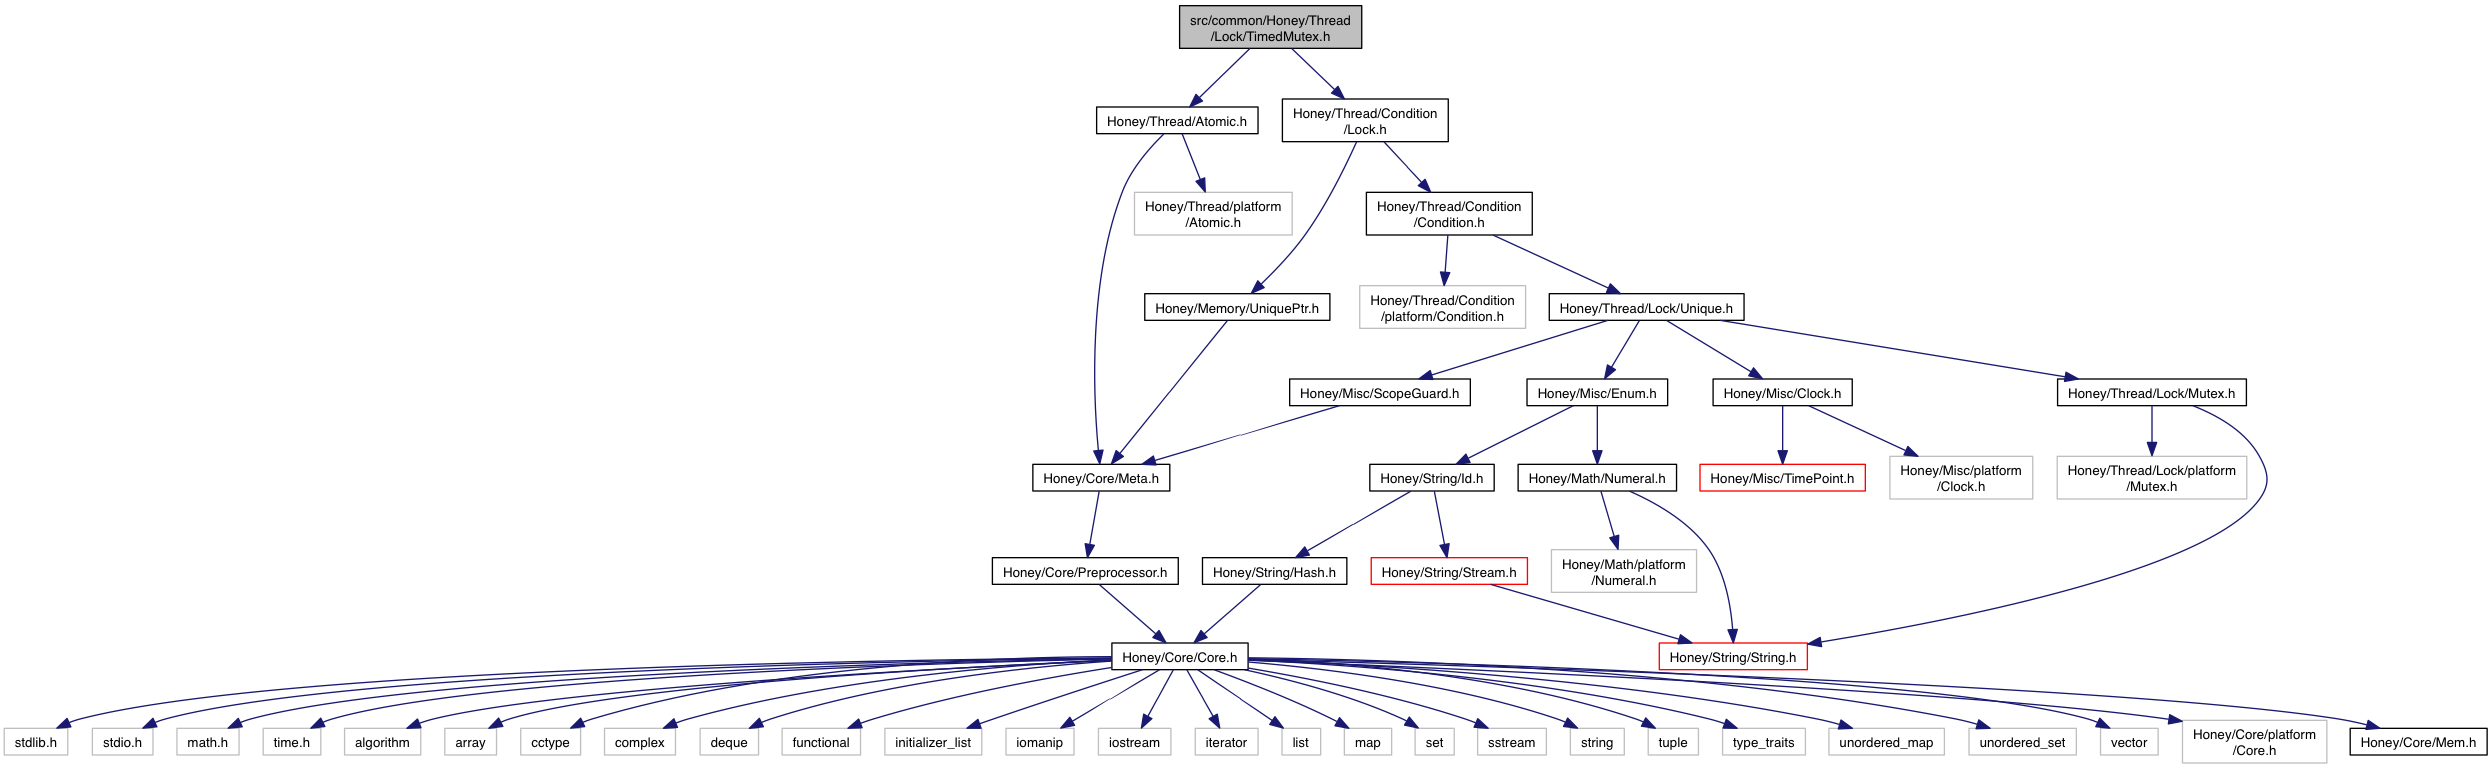 src/common/Honey/Thread
/Lock/TimedMutex.h
Honey/Thread/Atomic.h
Honey/Thread/Condition
/Lock.h
Honey/Thread/platform
/Atomic.h
Honey/Thread/Condition
/Condition.h
Honey/Memory/UniquePtr.h
Honey/Thread/Condition
/platform/Condition.h
Honey/Thread/Lock/Unique.h
Honey/Misc/ScopeGuard.h
Honey/Misc/Enum.h
Honey/Misc/Clock.h
Honey/Thread/Lock/Mutex.h
Honey/Core/Meta.h
Honey/String/Id.h
Honey/Math/Numeral.h
Honey/Misc/TimePoint.h
Honey/Misc/platform
/Clock.h
Honey/Thread/Lock/platform
/Mutex.h
Honey/Core/Preprocessor.h
Honey/String/Hash.h
Honey/String/Stream.h
Honey/Math/platform
/Numeral.h
Honey/Core/Core.h
Honey/String/String.h
stdlib.h
stdio.h
math.h
time.h
algorithm
array
cctype
complex
deque
functional
initializer_list
iomanip
iostream
iterator
list
map
set
sstream
string
tuple
type_traits
unordered_map
unordered_set
vector
Honey/Core/platform
/Core.h
Honey/Core/Mem.h